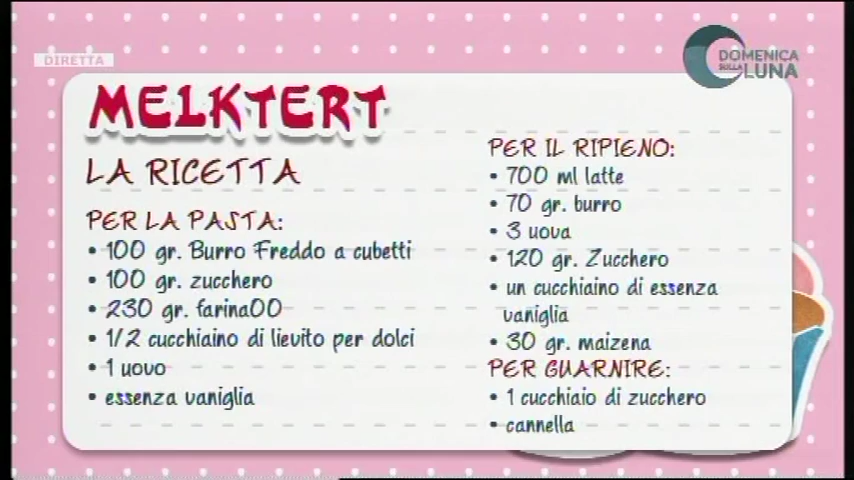 DIRETTA
DOMENICA
SULLA
LUNA
MELKTERT
LA RICETTA
PER LA PASTA:
• 100 gr. Burro Freddo a cubetti
• 100 gr. zucchero
• 230 gr. farina00
• 1/2 cucchiaino di lievito per dolci
• 1 uovo
• essenza vaniglia
PER IL RIPIENO:
• 700 ml latte
• 70 gr. burro
• 3 uova
• 120 gr. Zucchero
• un cucchiaino di essenza
vaniglia
• 30 gr. maizena
PER GUARNIRE:
• 1 cucchiaio di zucchero
• cannella